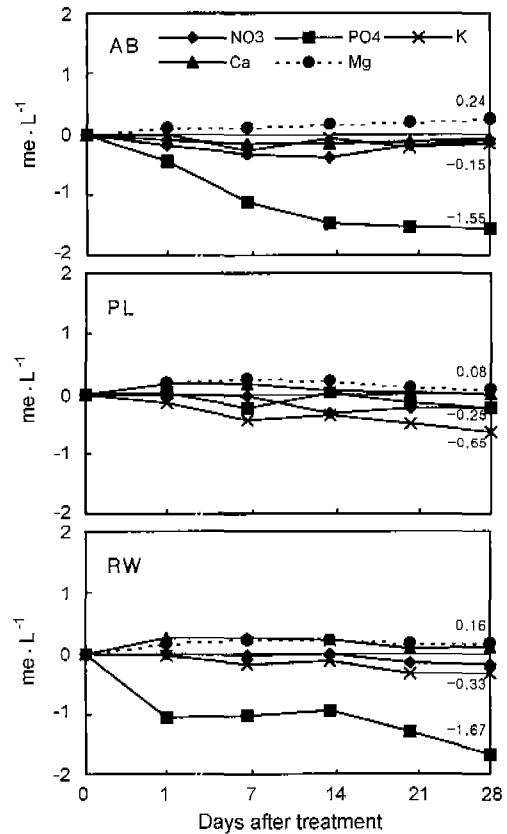 AB
NO3 PO4 K
Ca Mg
2
1
0
-1
-2
me · L⁻¹
0.24
-0.15
-1.55
PL
2
1
0
-1
-2
me · L⁻¹
0.08
-0.25
-0.65
RW
2
1
0
-1
-2
me · L⁻¹
0.16
-0.33
-1.67
0 1 7 14 21 28
Days after treatment